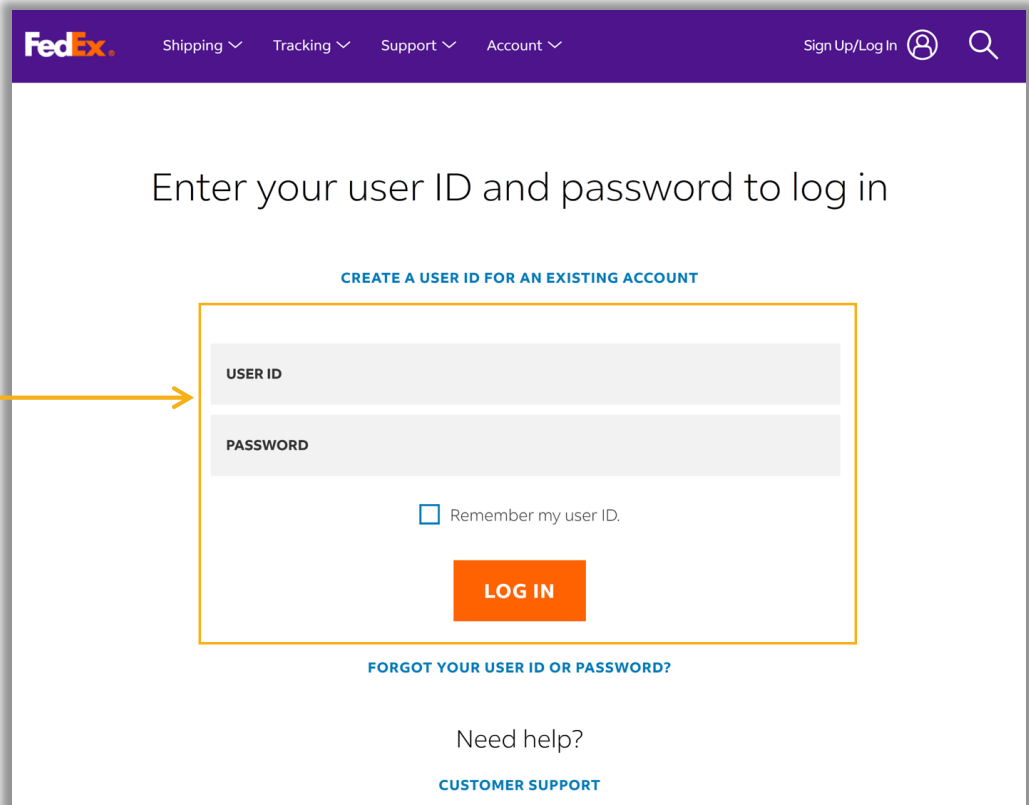 FedEx. Shipping Tracking Support Account Sign Up/Log In
Enter your user ID and password to log in
CREATE A USER ID FOR AN EXISTING ACCOUNT
USER ID
PASSWORD
Remember my user ID.
LOG IN
FORGOT YOUR USER ID OR PASSWORD?
Need help?
CUSTOMER SUPPORT